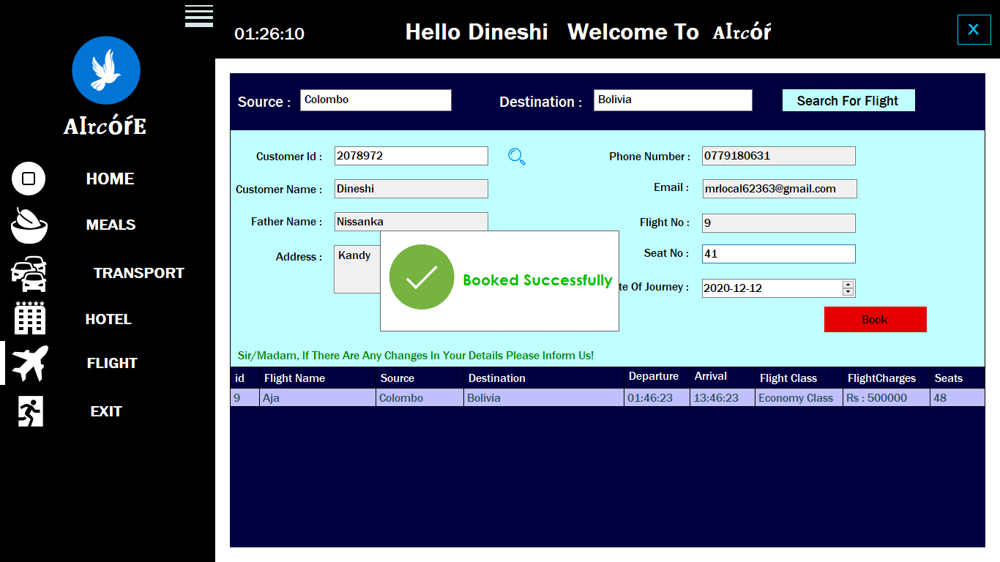 01:26:10
Hello Dineshi Welcome To AIrcóŕ
X
AIrcóŕE
HOME
MEALS
TRANSPORT
HOTEL
FLIGHT
EXIT
Source : Colombo
Destination : Bolivia
Search For Flight
Customer Id : 2078972
Phone Number : 0779180631
Customer Name : Dineshi
Email : mrlocal62363@gmail.com
Father Name : Nissanka
Flight No : 9
Address : Kandy
Seat No : 41
Booked Successfully
te Of Journey : 2020-12-12
Book
Sir/Madam, If There Are Any Changes In Your Details Please Inform Us!
id Flight Name Source Destination Departure Arrival Flight Class FlightCharges Seats
9 Aja Colombo Bolivia 01:46:23 13:46:23 Economy Class Rs : 500000 48